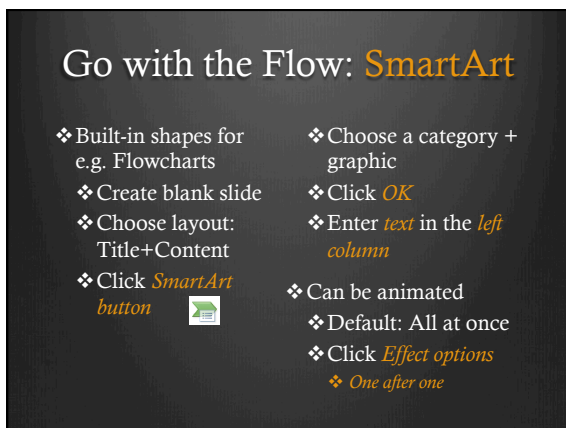 Go with the Flow: SmartArt
❖Built-in shapes for
e.g. Flowcharts
❖Create blank slide
❖Choose layout:
Title+Content
❖Click SmartArt
button
❖Choose a category +
graphic
❖Click OK
❖Enter text in the left
column
❖Can be animated
❖Default: All at once
❖Click Effect options
❖ One after one